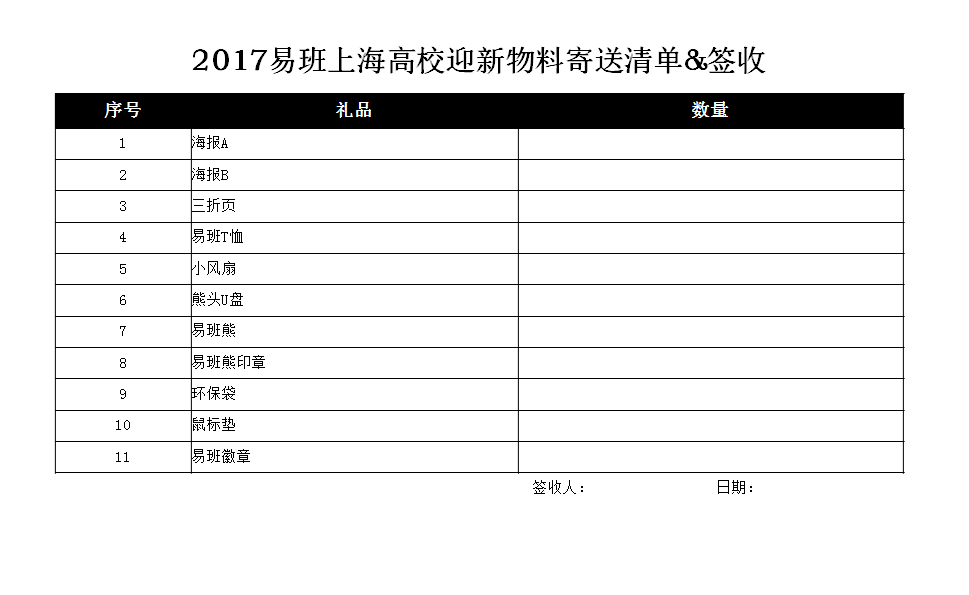 2017易班上海高校迎新物料寄送清单&签收
序号 礼品 数量
1 海报A
2 海报B
3 三折页
4 易班T恤
5 小风扇
6 熊头U盘
7 易班熊
8 易班熊印章
9 环保袋
10 鼠标垫
11 易班徽章
签收人： 日期：